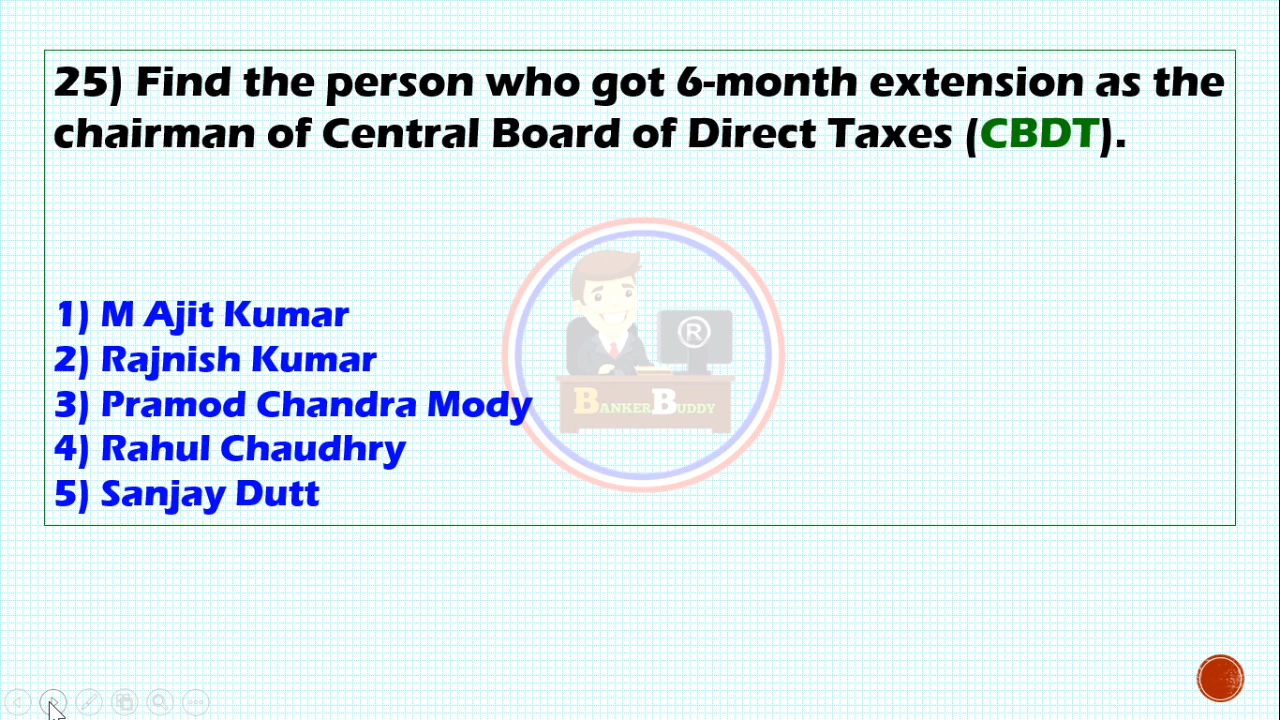 25) Find the person who got 6-month extension as the
chairman of Central Board of Direct Taxes (CBDT).
1) M Ajit Kumar
2) Rajnish Kumar
3) Pramod Chandra Mody
4) Rahul Chaudhry
5) Sanjay Dutt
®
BANKER BUDDY